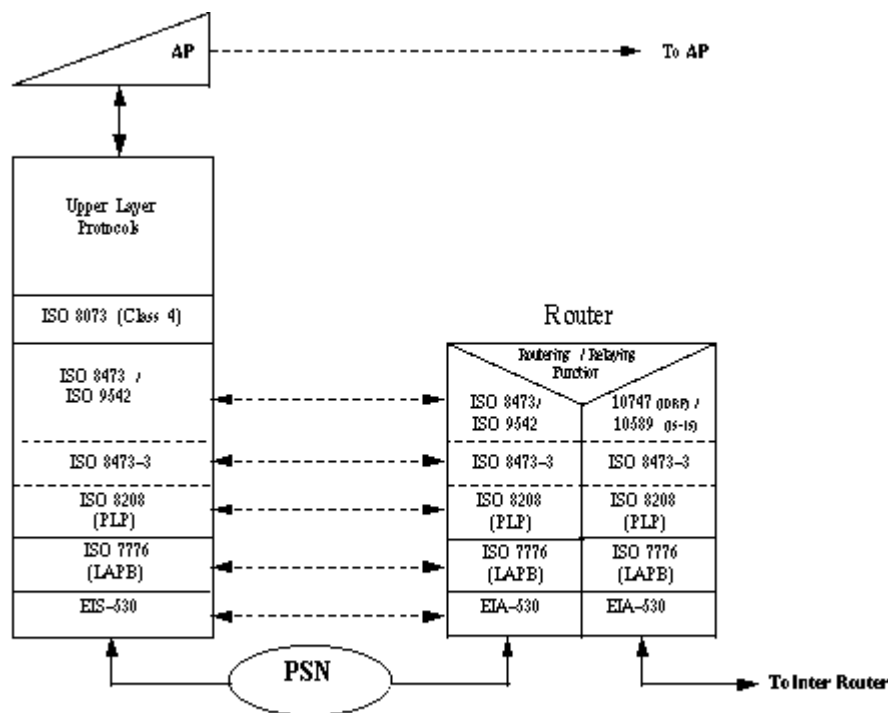 AP
To AP
Upper Layer
Protocols
ISO 8073 (Class 4)
ISO 8473 /
ISO 9542
ISO 8473-3
ISO 8208
(PLP)
ISO 7776
(LAPB)
EIS-530
Router
Routering / Relaying
Function
ISO 8473/
ISO 9542
10747 (IDRP) /
10589 (IS-IS)
ISO 8473-3
ISO 8473-3
ISO 8208
(PLP)
ISO 8208
(PLP)
ISO 7776
(LAPB)
ISO 7776
(LAPB)
EIA-530
EIA-530
PSN
To Inter Router